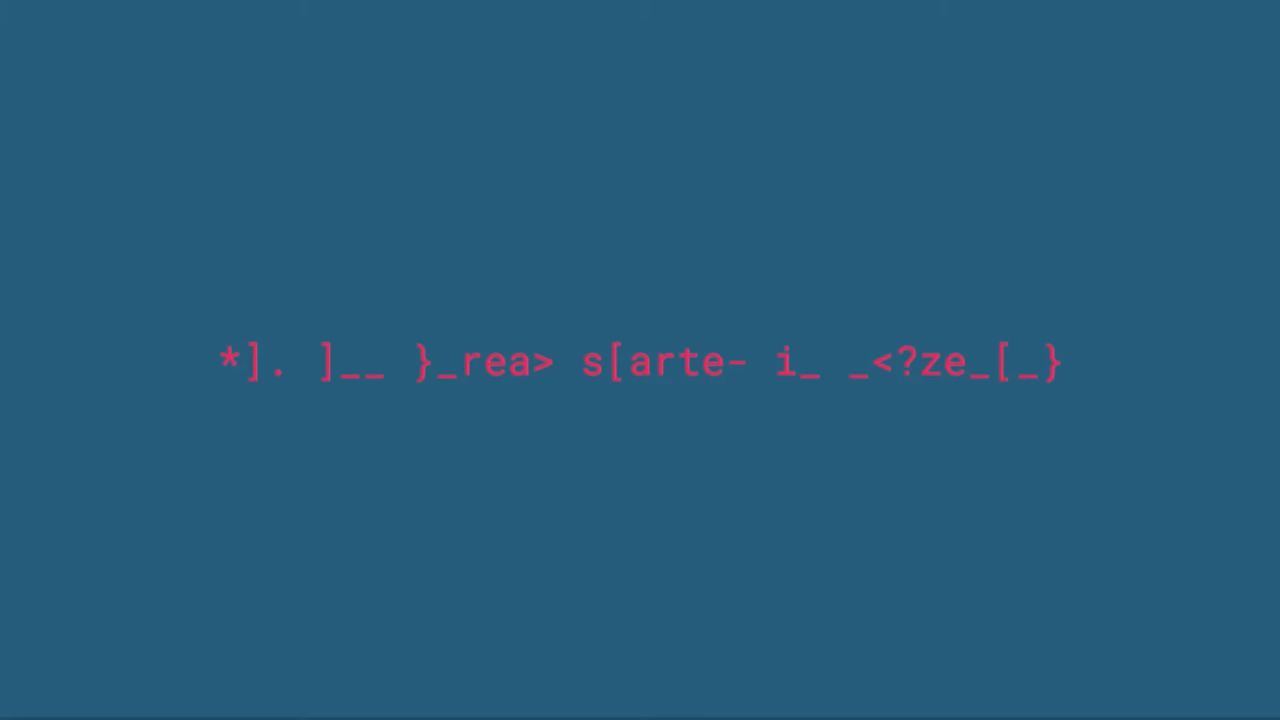 *]. ]__ }_rea> s[arte- i_ _<?ze_[_}